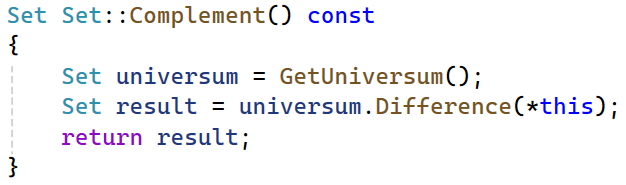 Set Set::Complement() const
{
    Set universum = GetUniversum();
    Set result = universum.Difference(*this);
    return result;
}